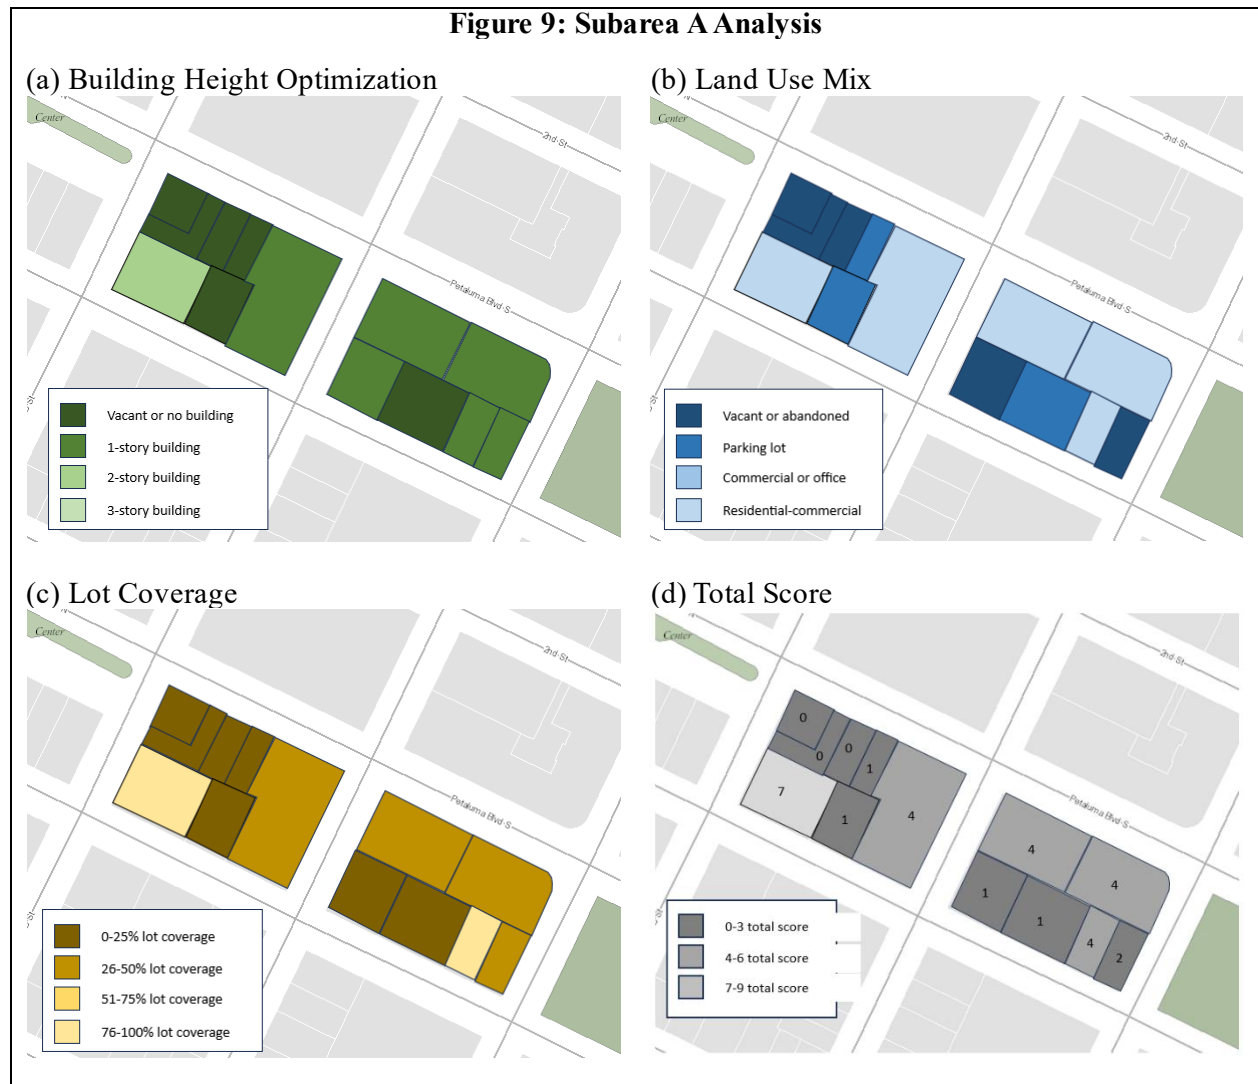 Figure 9: Subarea A Analysis
(a) Building Height Optimization
(b) Land Use Mix
Center
2nd St
Petaluma Blvd S
Vacant or no building
1-story building
2-story building
3-story building
Center
2nd St
Petaluma Blvd S
Vacant or abandoned
Parking lot
Commercial or office
Residential-commercial
(c) Lot Coverage
(d) Total Score
Center
2nd St
Petaluma Blvd S
0-25% lot coverage
26-50% lot coverage
51-75% lot coverage
76-100% lot coverage
Center
2nd St
Petaluma Blvd S
0
0
0
1
7
1
4
4
4
1
1
4
2
0-3 total score
4-6 total score
7-9 total score